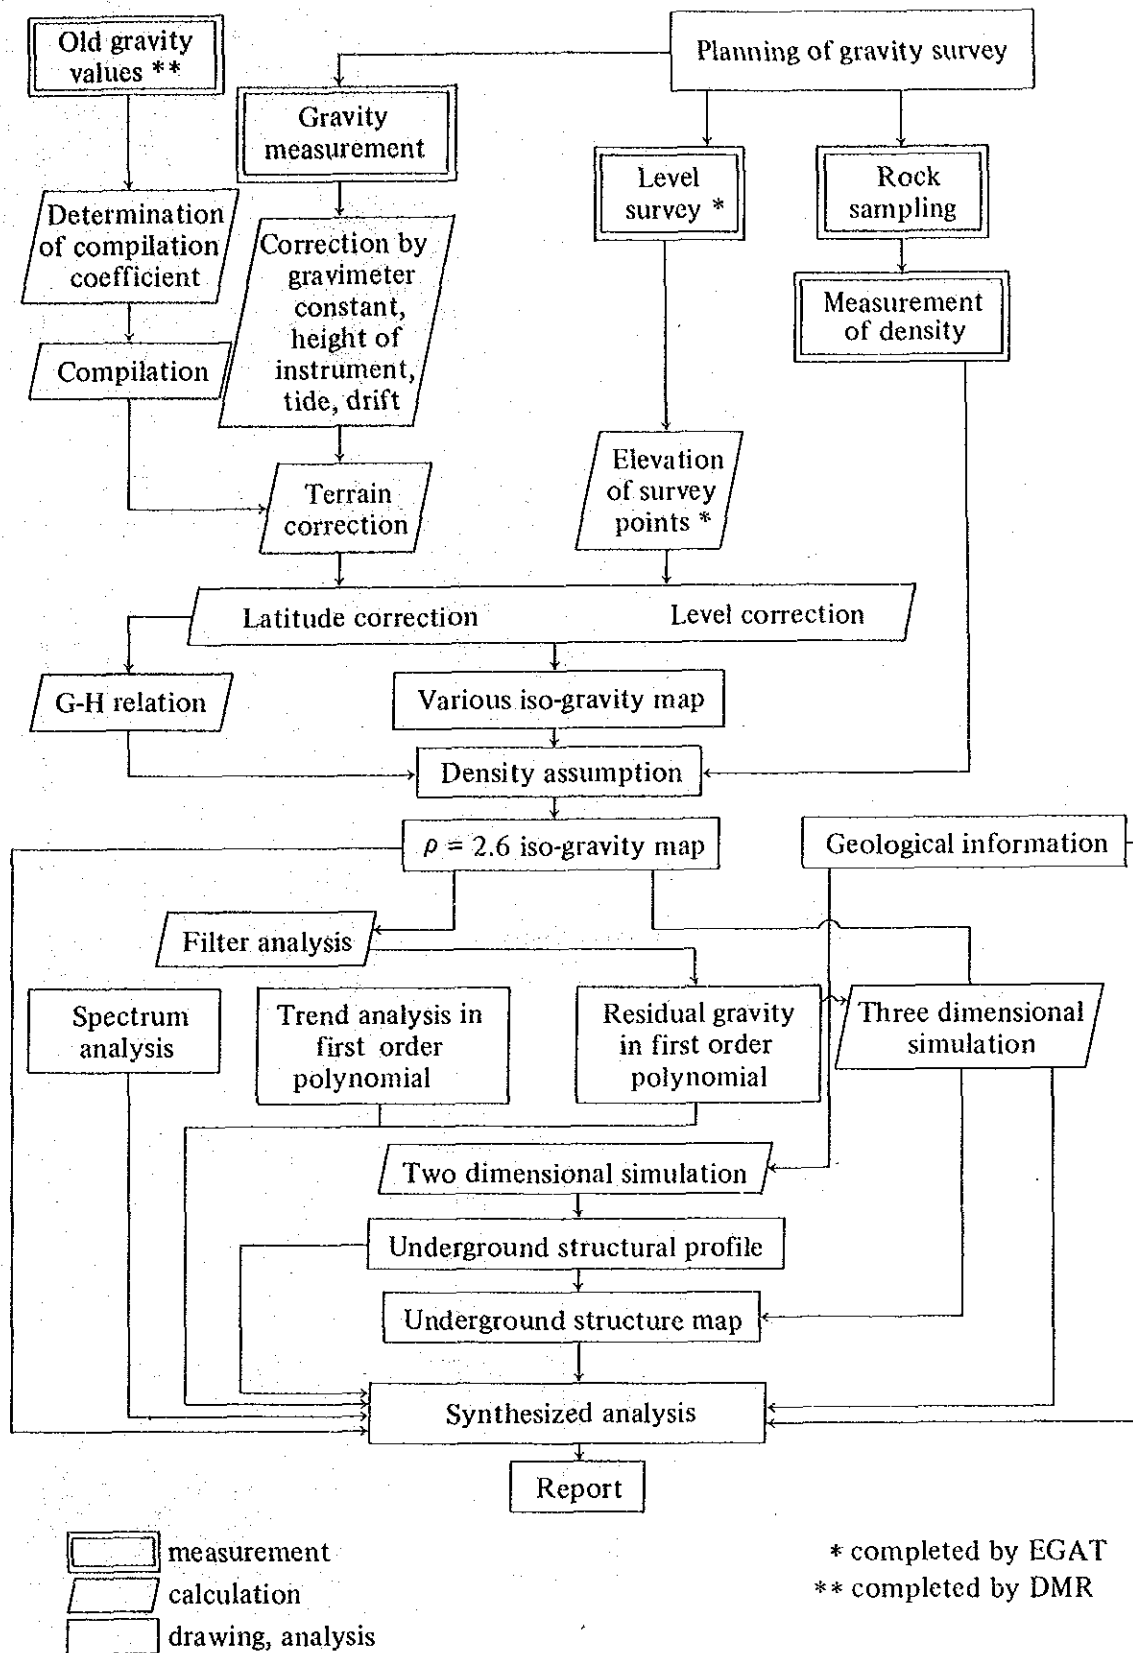 Old gravity
values **
Planning of gravity survey
Gravity
measurement
Level
survey *
Rock
sampling
Determination
of compilation
coefficient
Correction by
gravimeter
constant,
height of
instrument,
tide, drift
Measurement
of density
Compilation
Elevation
of survey
points *
Terrain
correction
Latitude correction
Level correction
G-H relation
Various iso-gravity map
Density assumption
ρ = 2.6 iso-gravity map
Geological information
Filter analysis
Spectrum
analysis
Trend analysis in
first order
polynomial
Residual gravity
in first order
polynomial
Three dimensional
simulation
Two dimensional simulation
Underground structural profile
Underground structure map
Synthesized analysis
Report
measurement
calculation
drawing, analysis
* completed by EGAT
** completed by DMR